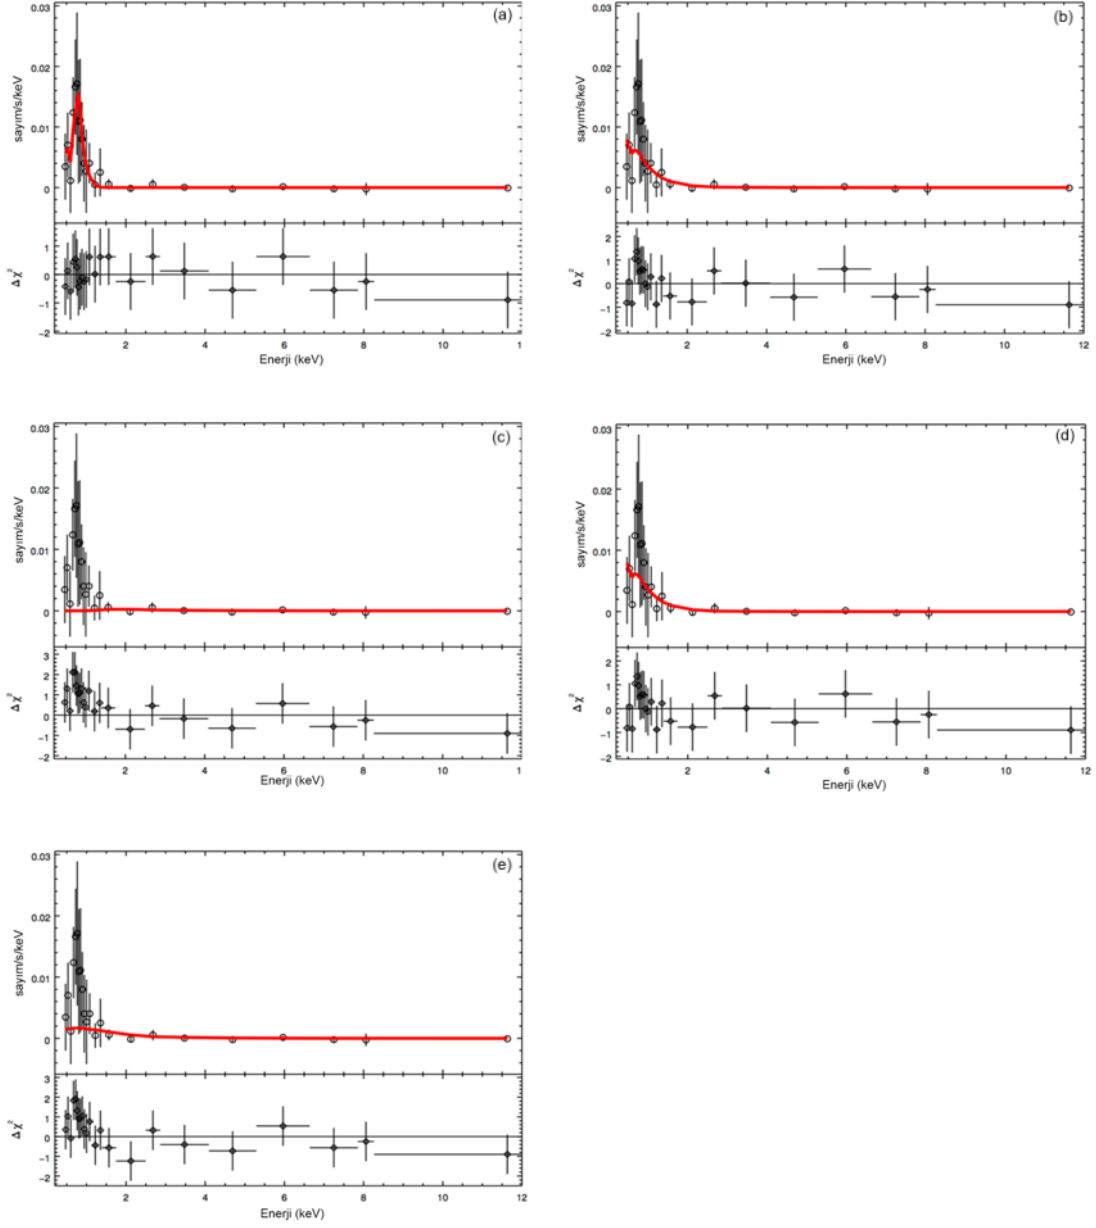 (a)
0.03
0.02
0.01
0
sayım/s/keV
1
0
−1
−2
Δχ²
2 4 6 8 10 1
Enerji (keV)
(b)
0.03
0.02
0.01
0
sayım/s/keV
2
1
0
−1
−2
Δχ²
2 4 6 8 10 12
Enerji (keV)
(c)
0.03
0.02
0.01
0
sayım/s/keV
3
2
1
0
−1
−2
Δχ²
2 4 6 8 10 1
Enerji (keV)
(d)
0.03
0.02
0.01
0
sayım/s/keV
2
1
0
−1
−2
Δχ²
2 4 6 8 10 12
Enerji (keV)
(e)
0.03
0.02
0.01
0
sayım/s/keV
3
2
1
0
−1
−2
Δχ²
2 4 6 8 10 12
Enerji (keV)